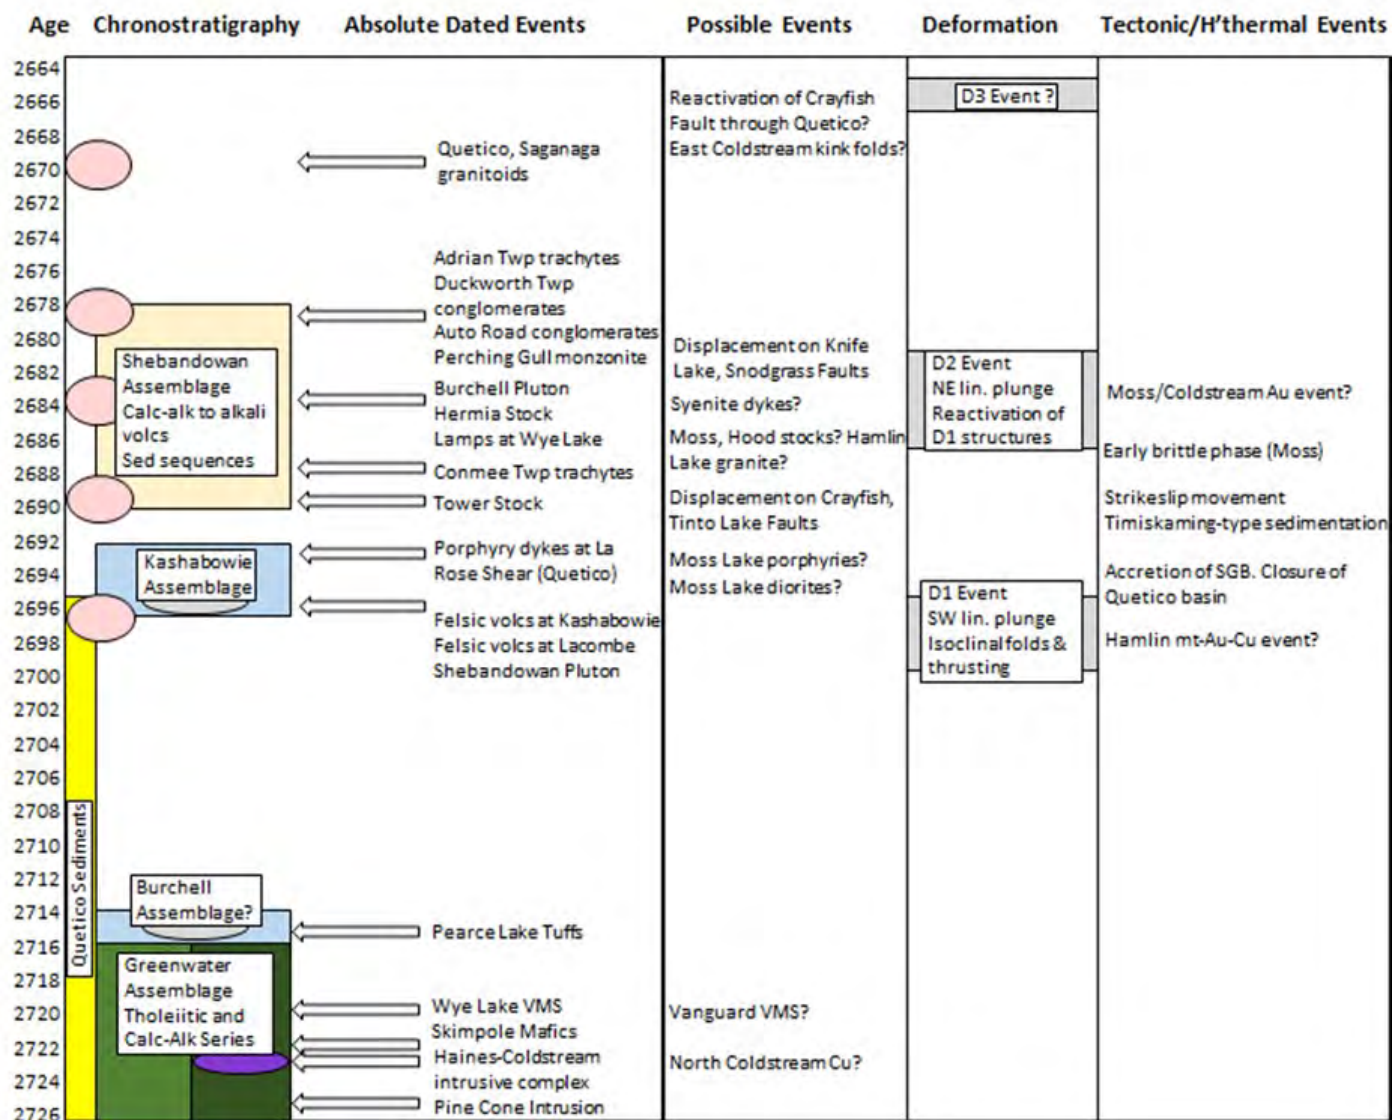 Age Chronostratigraphy Absolute Dated Events Possible Events Deformation Tectonic/H'thermal Events
2664
2666
2668
2670
2672
2674
2676
2678
2680
2682
2684
2686
2688
2690
2692
2694
2696
2698
2700
2702
2704
2706
2708
2710
2712
2714
2716
2718
2720
2722
2724
2726
Quetico Sediments
Shebandowan
Assemblage
Calc-alk to alkali
volcs
Sed sequences
Kashabowie
Assemblage
Burchell
Assemblage?
Greenwater
Assemblage
Tholeiitic and
Calc-Alk Series
Quetico, Saganaga
granitoids
Adrian Twp trachytes
Duckworth Twp
conglomerates
Auto Road conglomerates
Perching Gull monzonite
Burchell Pluton
Hermia Stock
Lamps at Wye Lake
Conmee Twp trachytes
Tower Stock
Porphyry dykes at La
Rose Shear (Quetico)
Felsic volcs at Kashabowie
Felsic volcs at Lacombe
Shebandowan Pluton
Pearce Lake Tuffs
Wye Lake VMS
Skimpole Mafics
Haines-Coldstream
intrusive complex
Pine Cone Intrusion
Reactivation of Crayfish
Fault through Quetico?
East Coldstream kink folds?
Displacement on Knife
Lake, Snodgrass Faults
Syenite dykes?
Moss, Hood stocks? Hamlin
Lake granite?
Displacement on Crayfish,
Tinto Lake Faults
Moss Lake porphyries?
Moss Lake diorites?
Vanguard VMS?
North Coldstream Cu?
D3 Event ?
D2 Event
NE lin. plunge
Reactivation of
D1 structures
D1 Event
SW lin. plunge
Isoclinal folds &
thrusting
Moss/Coldstream Au event?
Early brittle phase (Moss)
Strikeslip movement
Timiskaming-type sedimentation
Accretion of SGB. Closure of
Quetico basin
Hamlin mt-Au-Cu event?